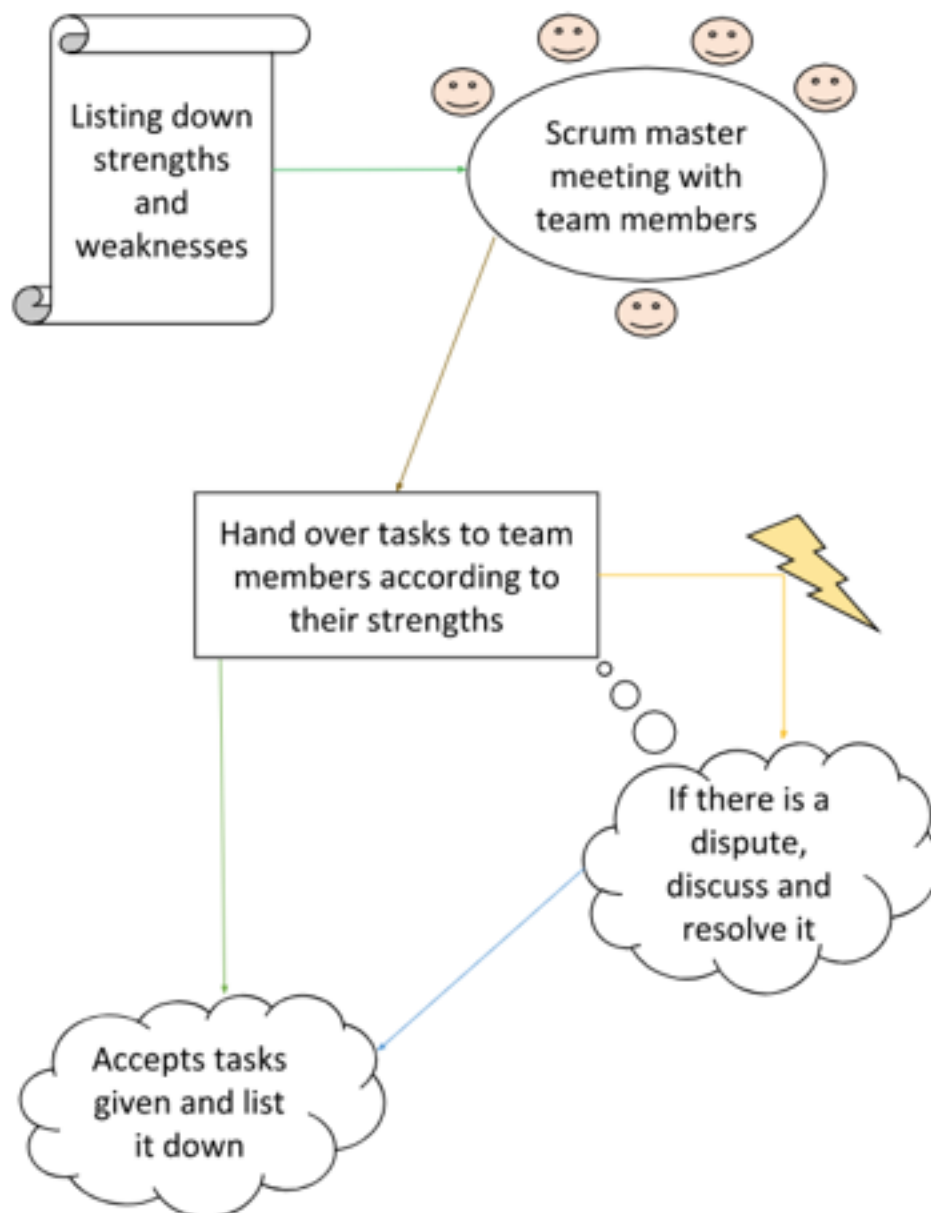 Listing down
strengths
and
weaknesses
Scrum master
meeting with
team members
Hand over tasks to team
members according to
their strengths
If there is a
dispute,
discuss and
resolve it
Accepts tasks
given and list
it down